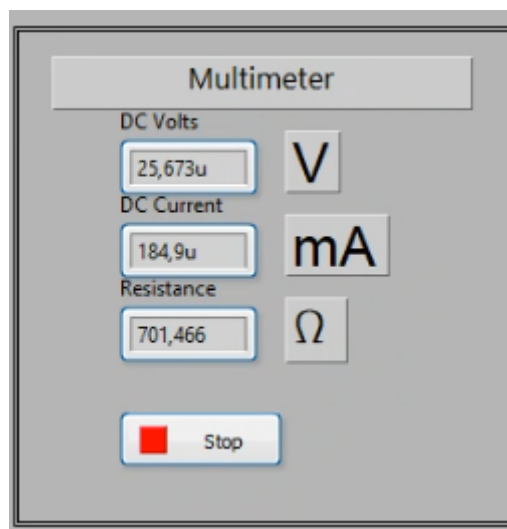 Multimeter
DC Volts
25,673u
V
DC Current
184,9u
mA
Resistance
701,466
Ω
Stop